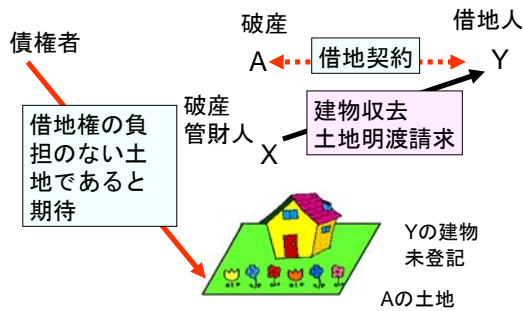 債権者
破産
借地人
A
借地契約
Y
借地権の負
担のない土
地であると
期待
破産
管財人
X
建物収去
土地明渡請求
Yの建物
未登記
Aの土地